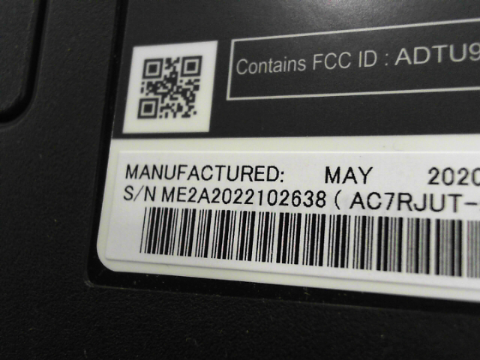 Contains FCC ID : ADTU9
MANUFACTURED: MAY 2020
S/N ME2A2022102638 ( AC7RJUT-